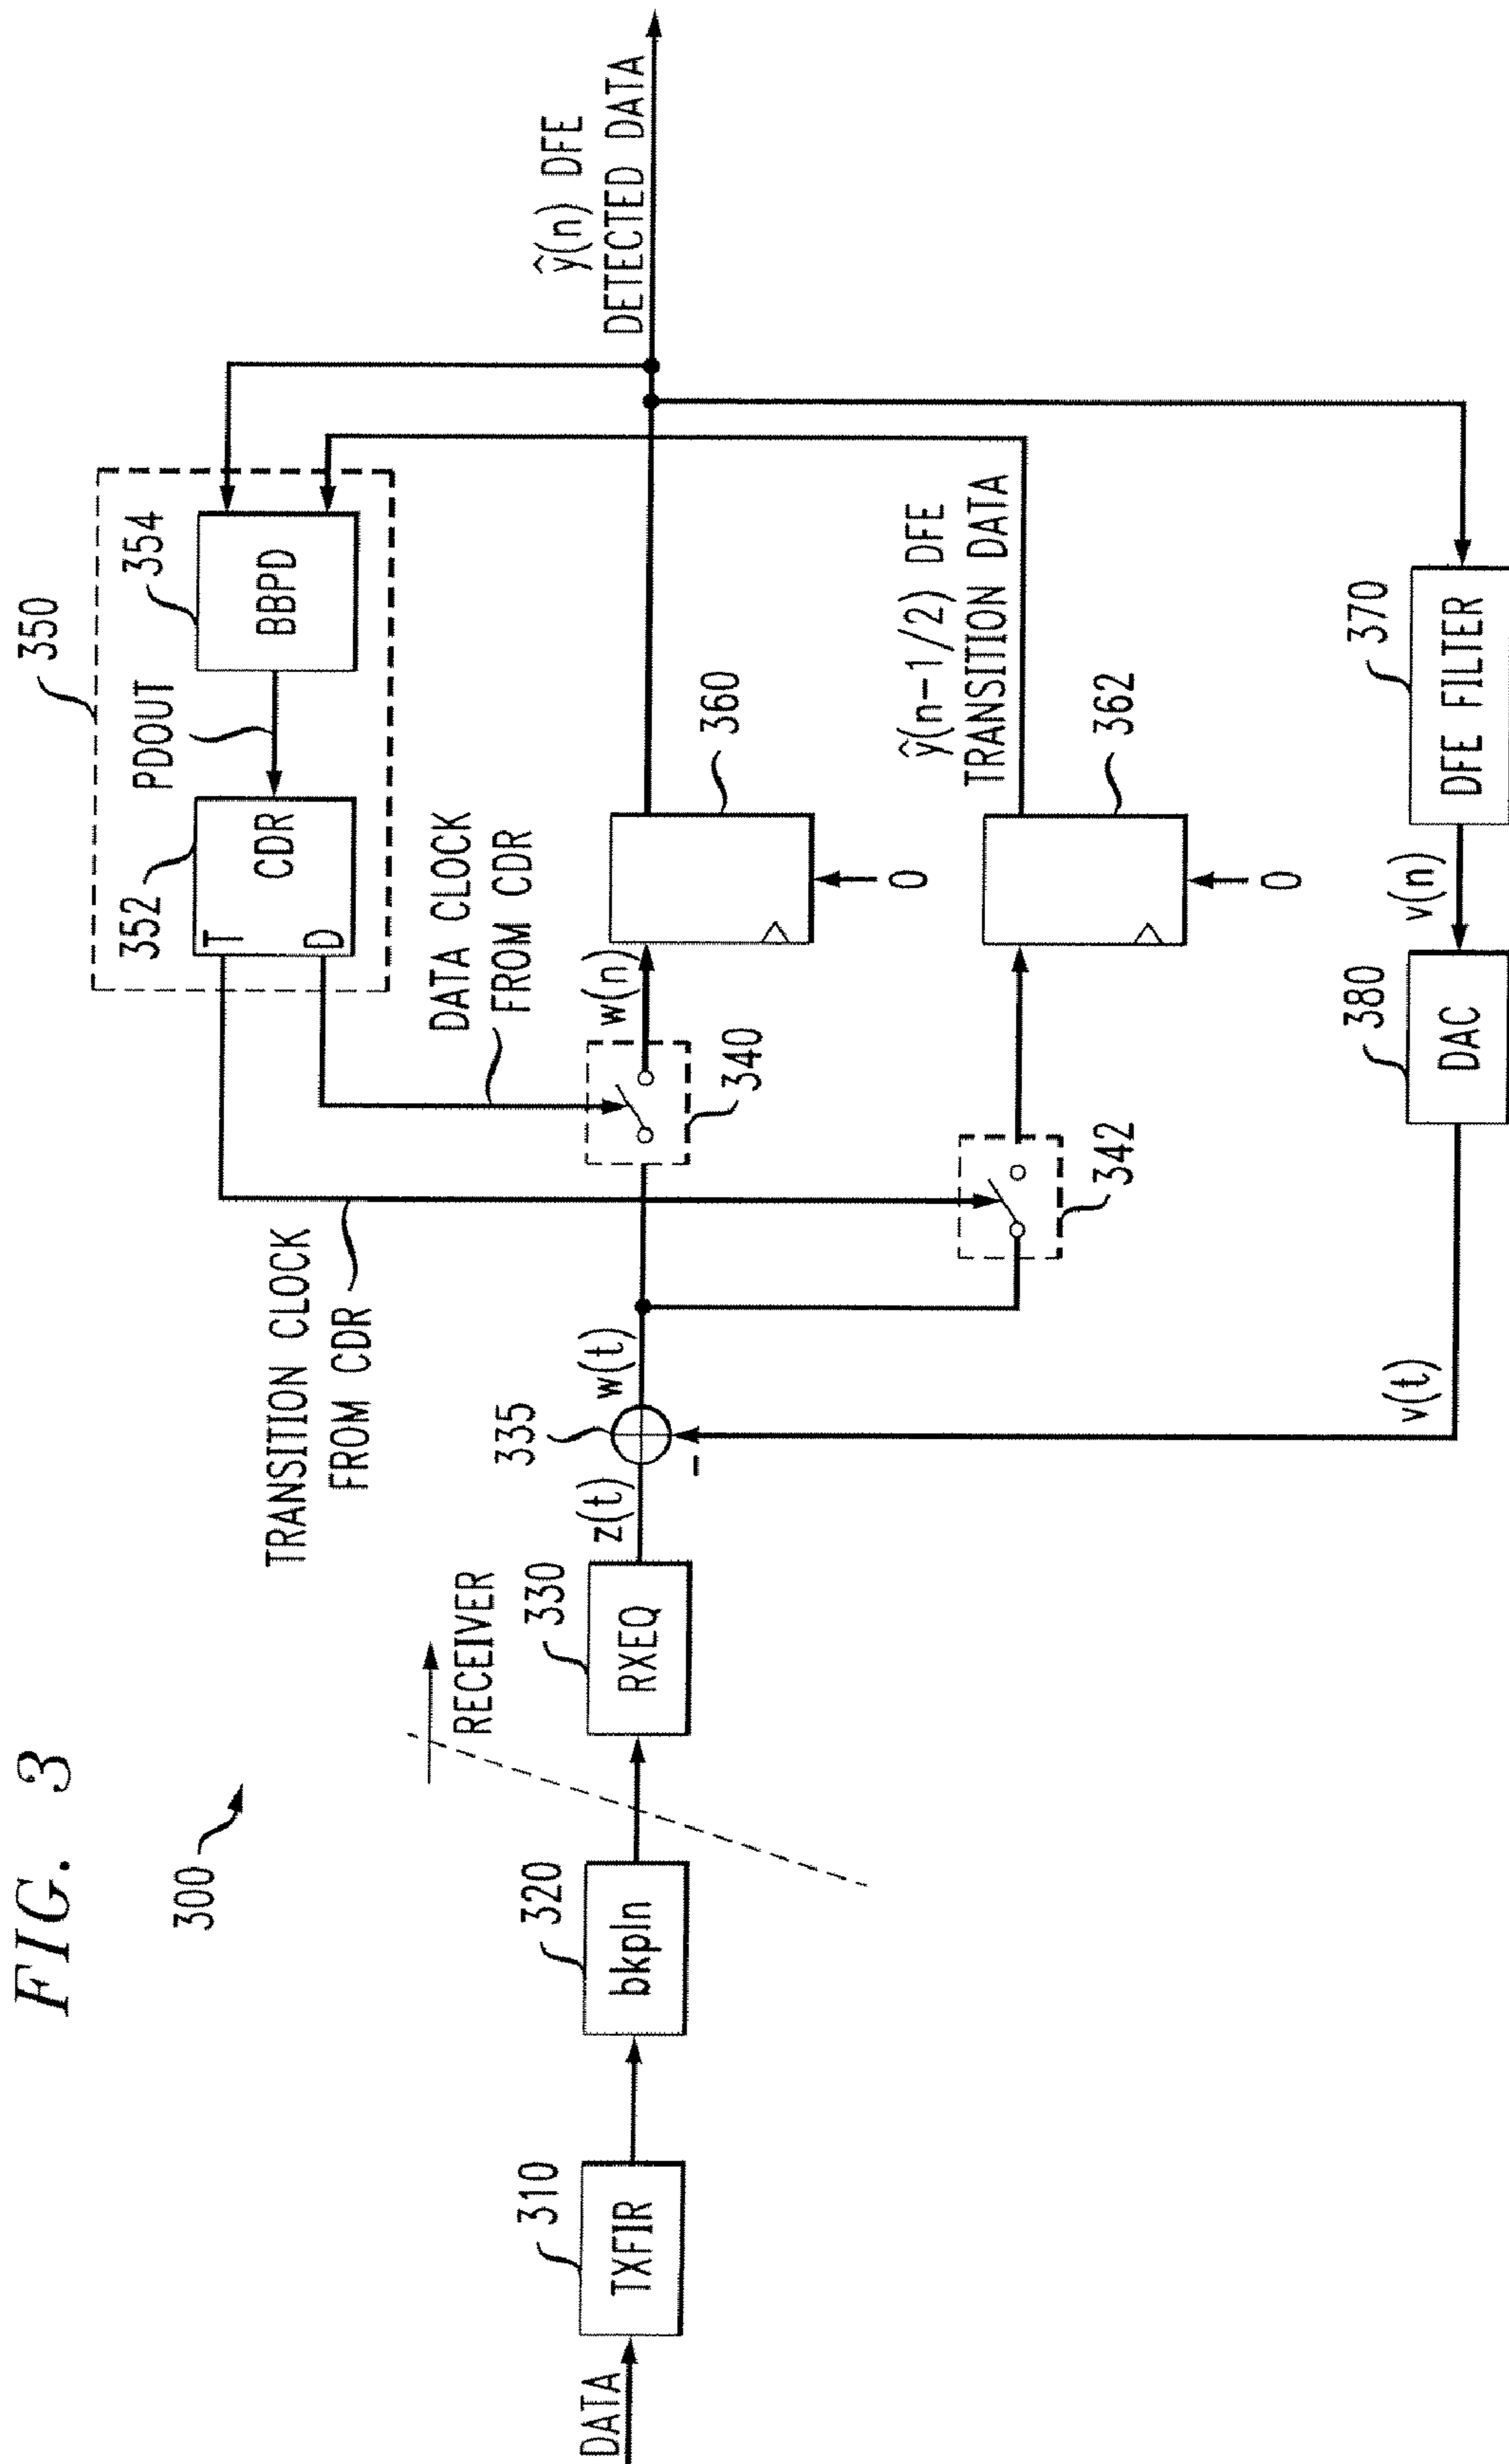 FIG. 3
300
DATA
TXFIR
310
bkpln
320
RECEIVER
RXEQ
330
z(t)
335
-
w(t)
TRANSITION CLOCK
FROM CDR
DATA CLOCK
FROM CDR
340
342
w(n)
350
352
T
D
CDR
PDOUT
354
BBPD
360
0
362
0
ŷ(n) DFE
DETECTED DATA
ŷ(n-1/2) DFE
TRANSITION DATA
370
DFE FILTER
v(n)
380
DAC
v(t)